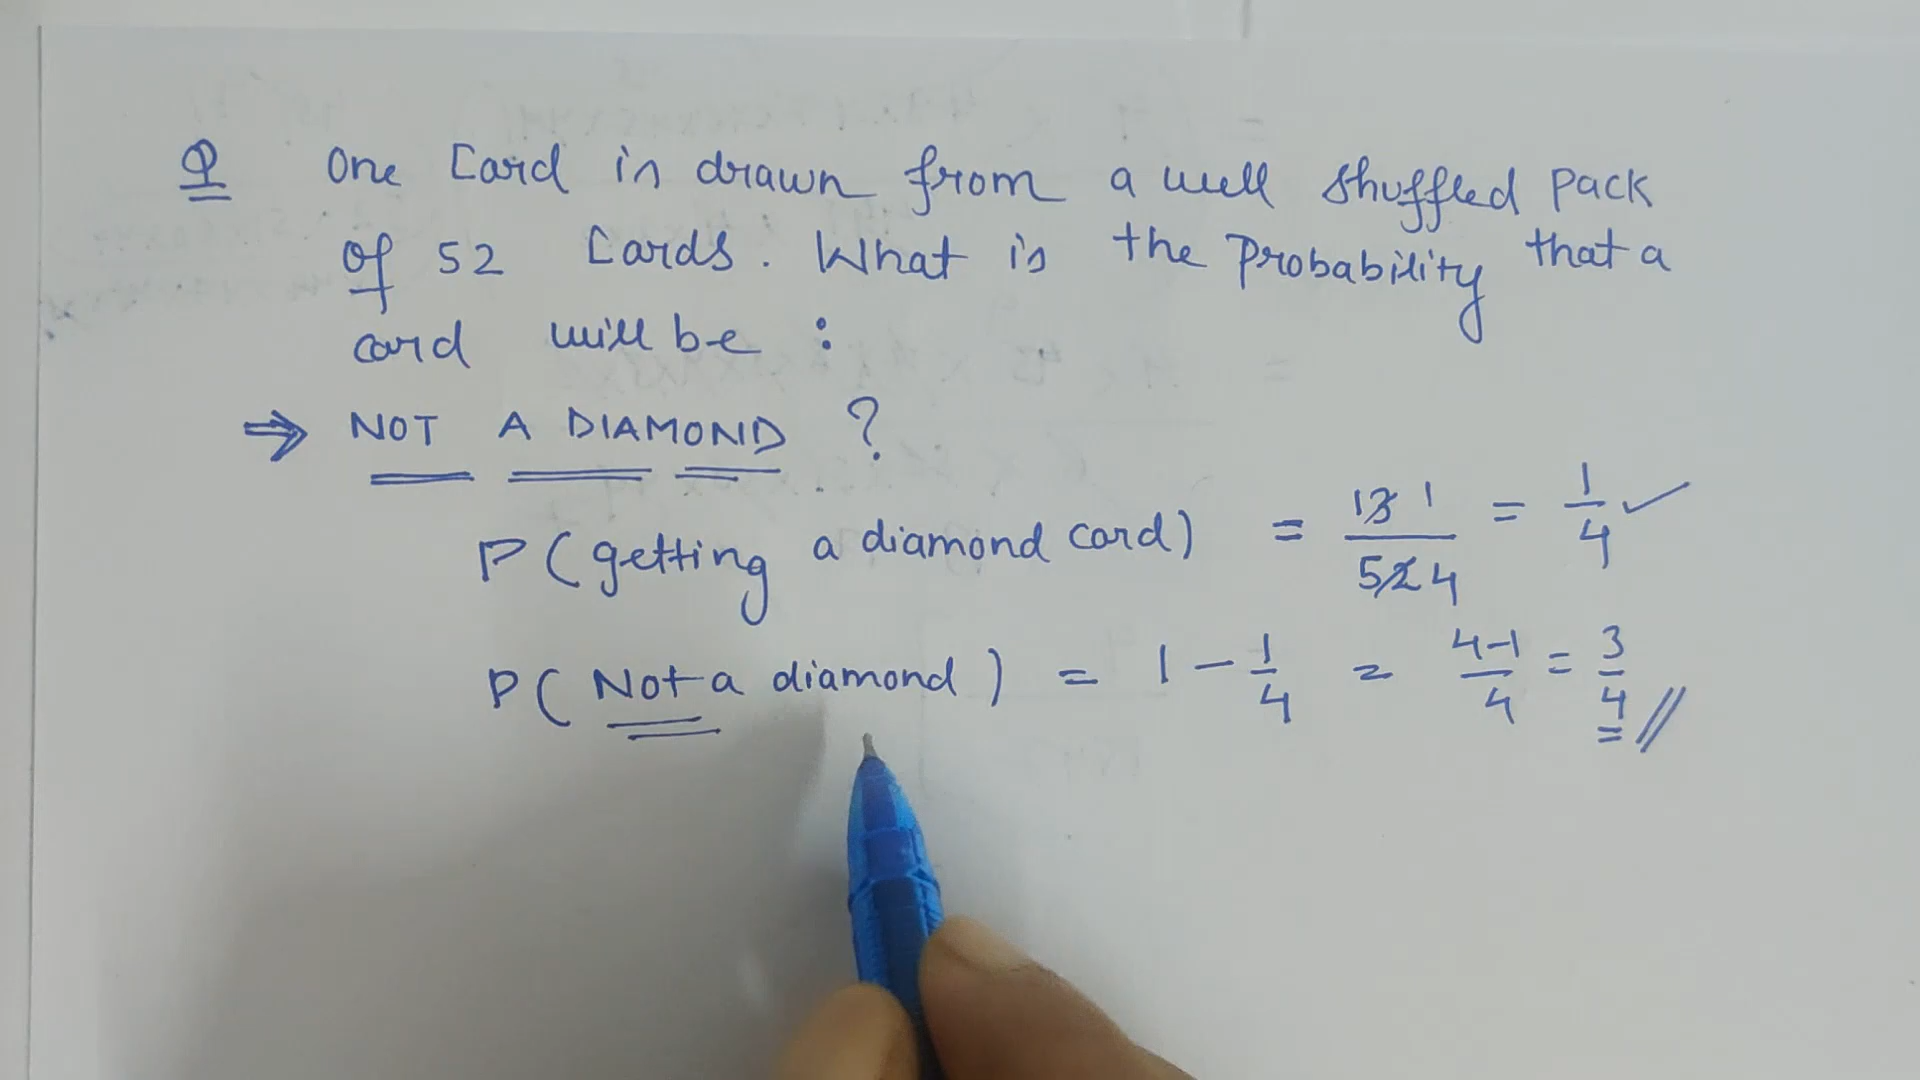 Q One Card is drawn from a well shuffled pack
of 52 Cards. What is the Probability that a
card will be :
⇒ NOT A DIAMOND ?
P(getting a diamond card) = 13 1 / 52 4 = 1/4 ✓
P(Not a diamond) = 1 - 1/4 = 4-1/4 = 3/4 //